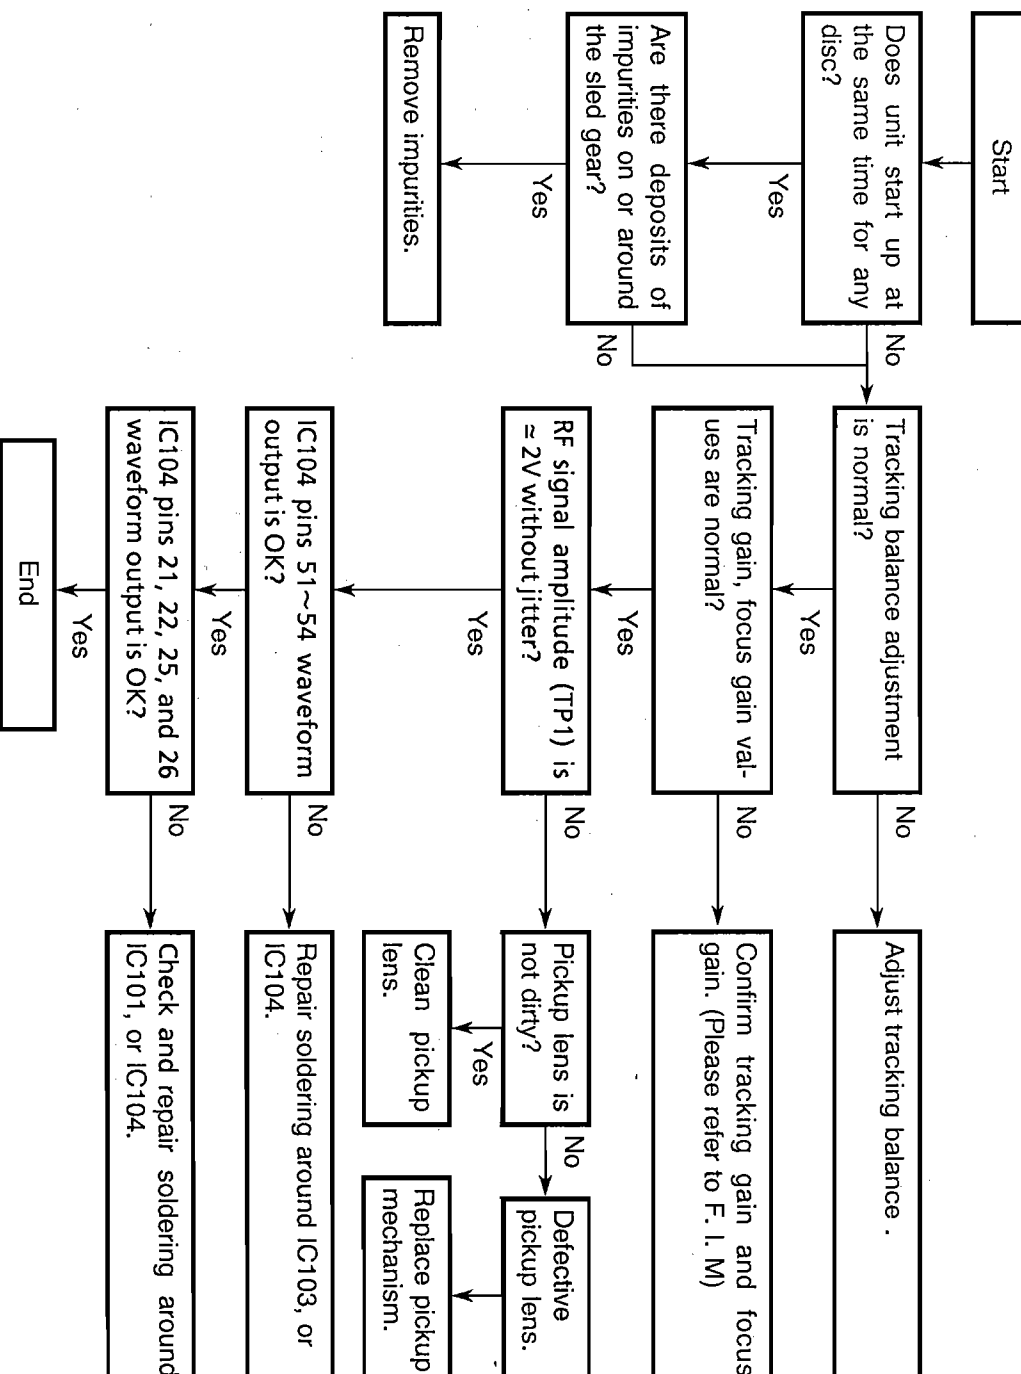 Start
Does unit start up at
the same time for any
disc?
No
Yes
Are there deposits of
impurities on or around
the sled gear?
No
Yes
Remove impurities.
Tracking balance adjustment
is normal?
No
Yes
Adjust tracking balance .
Tracking gain, focus gain val-
ues are normal?
No
Yes
Confirm tracking gain and focus
gain. (Please refer to F. I. M)
RF signal amplitude (TP1) is
≃ 2V without jitter?
No
Yes
Pickup lens is
not dirty?
No
Yes
Clean pickup
lens.
Defective
pickup lens.
Replace pickup
mechanism.
IC104 pins 51～54 waveform
output is OK?
No
Yes
Repair soldering around IC103, or
IC104.
IC104 pins 21, 22, 25, and 26
waveform output is OK?
No
Yes
Check and repair soldering around
IC101, or IC104.
End